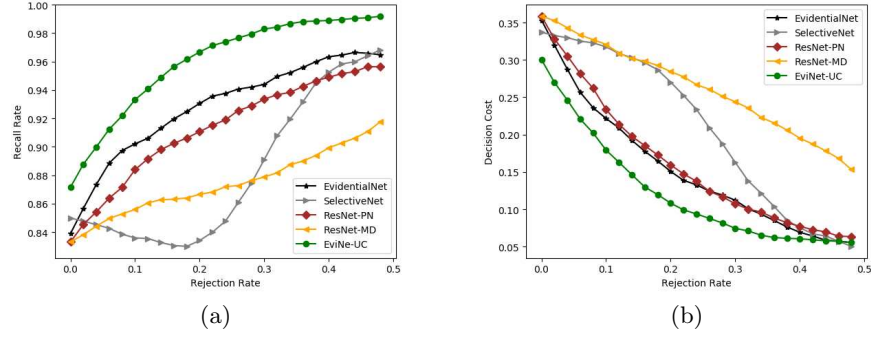 1.00
0.98
0.96
0.94
0.92
0.90
0.88
0.86
0.84
Recall Rate
0.0 0.1 0.2 0.3 0.4 0.5
Rejection Rate
EvidentialNet
SelectiveNet
ResNet-PN
ResNet-MD
EviNe-UC
(a)
0.35
0.30
0.25
0.20
0.15
0.10
0.05
Decision Cost
0.0 0.1 0.2 0.3 0.4 0.5
Rejection Rate
EvidentialNet
SelectiveNet
ResNet-PN
ResNet-MD
EviNet-UC
(b)